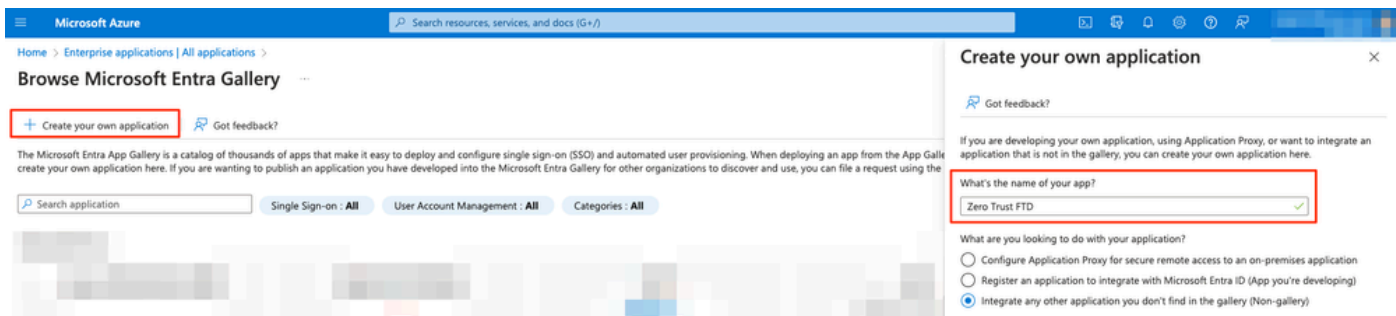 Microsoft Azure
Search resources, services, and docs (G+/)
Home > Enterprise applications | All applications >
Browse Microsoft Entra Gallery ...
+ Create your own application
Got feedback?
The Microsoft Entra App Gallery is a catalog of thousands of apps that make it easy to deploy and configure single sign-on (SSO) and automated user provisioning. When deploying an app from the App Galle
create your own application here. If you are wanting to publish an application you have developed into the Microsoft Entra Gallery for other organizations to discover and use, you can file a request using the
Search application
Single Sign-on : All
User Account Management : All
Categories : All
Create your own application
Got feedback?
If you are developing your own application, using Application Proxy, or want to integrate an
application that is not in the gallery, you can create your own application here.
What's the name of your app?
Zero Trust FTD
What are you looking to do with your application?
Configure Application Proxy for secure remote access to an on-premises application
Register an application to integrate with Microsoft Entra ID (App you're developing)
Integrate any other application you don't find in the gallery (Non-gallery)